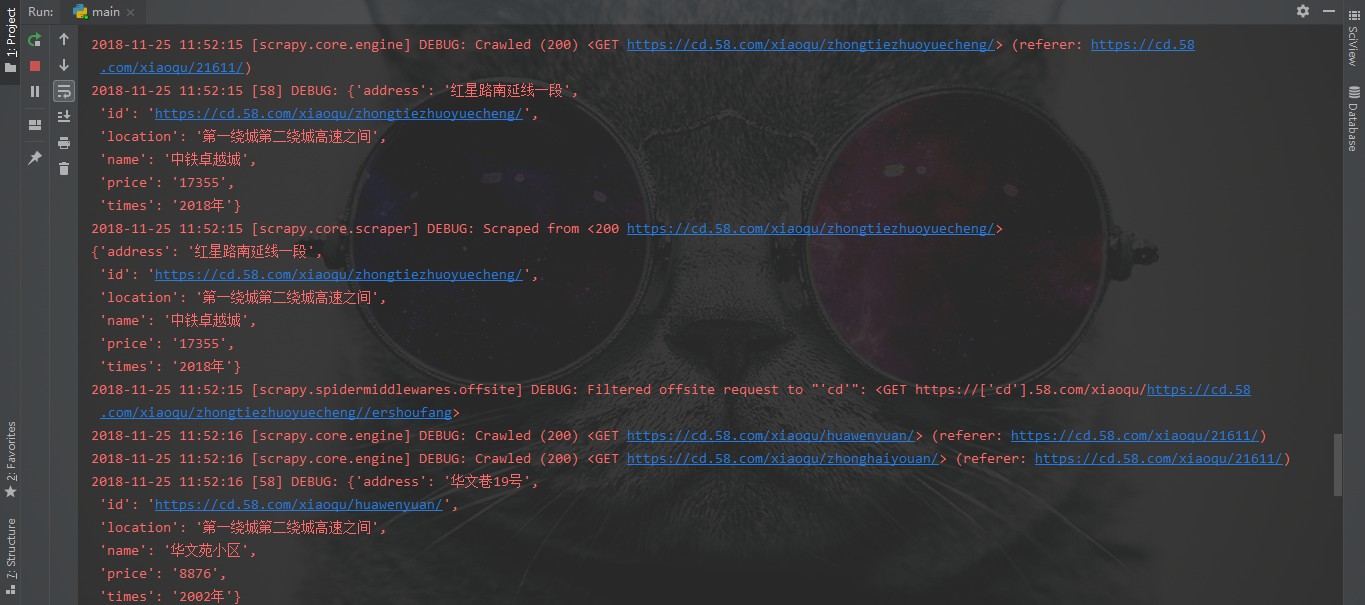 Run: main
1: Project
2018-11-25 11:52:15 [scrapy.core.engine] DEBUG: Crawled (200) <GET https://cd.58.com/xiaoqu/zhongtiezhuoyuecheng/> (referer: https://cd.58
.com/xiaoqu/21611/)
2018-11-25 11:52:15 [58] DEBUG: {'address': '红星路南延线一段',
'id': 'https://cd.58.com/xiaoqu/zhongtiezhuoyuecheng/',
'location': '第一绕城第二绕城高速之间',
'name': '中铁卓越城',
'price': '17355',
'times': '2018年'}
2018-11-25 11:52:15 [scrapy.core.scraper] DEBUG: Scraped from <200 https://cd.58.com/xiaoqu/zhongtiezhuoyuecheng/>
{'address': '红星路南延线一段',
'id': 'https://cd.58.com/xiaoqu/zhongtiezhuoyuecheng/',
'location': '第一绕城第二绕城高速之间',
'name': '中铁卓越城',
'price': '17355',
'times': '2018年'}
2018-11-25 11:52:15 [scrapy.spidermiddlewares.offsite] DEBUG: Filtered offsite request to "'cd'": <GET https://['cd'].58.com/xiaoqu/https://cd.58
.com/xiaoqu/zhongtiezhuoyuecheng//ershoufang>
2018-11-25 11:52:16 [scrapy.core.engine] DEBUG: Crawled (200) <GET https://cd.58.com/xiaoqu/huawenyuan/> (referer: https://cd.58.com/xiaoqu/21611/)
2018-11-25 11:52:16 [scrapy.core.engine] DEBUG: Crawled (200) <GET https://cd.58.com/xiaoqu/zhonghaiyouan/> (referer: https://cd.58.com/xiaoqu/21611/)
2018-11-25 11:52:16 [58] DEBUG: {'address': '华文巷19号',
'id': 'https://cd.58.com/xiaoqu/huawenyuan/',
'location': '第一绕城第二绕城高速之间',
'name': '华文苑小区',
'price': '8876',
'times': '2002年'}
2: Favorites
7: Structure
SciView
Database